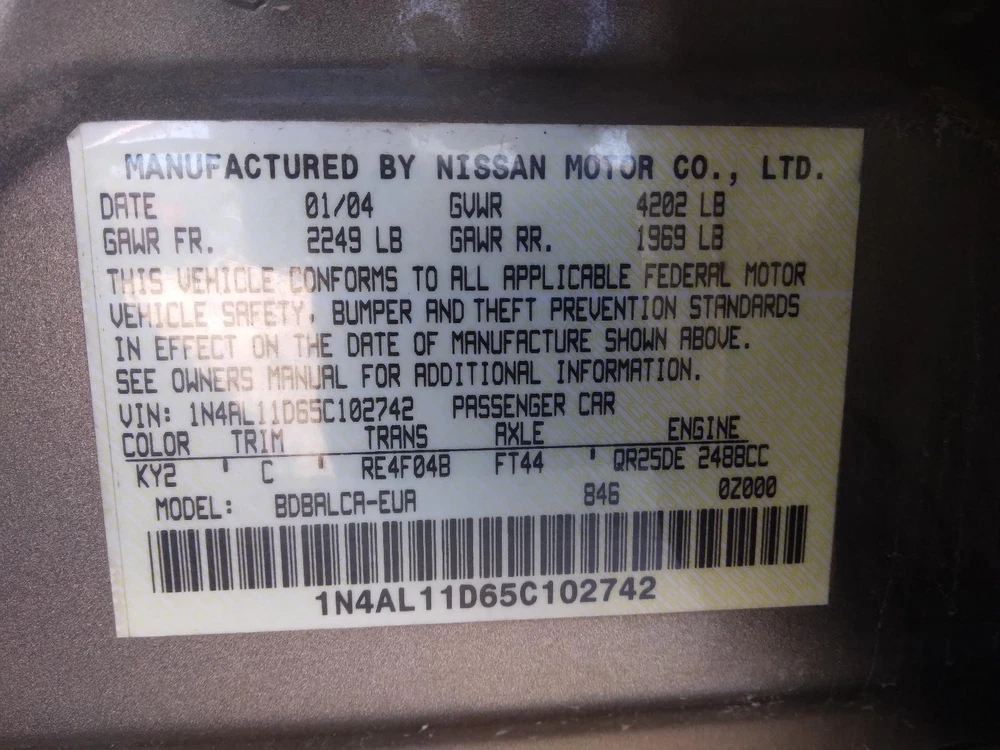 MANUFACTURED BY NISSAN MOTOR CO., LTD.
DATE 01/04 GVWR 4202 LB
GAWR FR. 2249 LB GAWR RR. 1969 LB
THIS VEHICLE CONFORMS TO ALL APPLICABLE FEDERAL MOTOR
VEHICLE SAFETY, BUMPER AND THEFT PREVENTION STANDARDS
IN EFFECT ON THE DATE OF MANUFACTURE SHOWN ABOVE.
SEE OWNERS MANUAL FOR ADDITIONAL INFORMATION.
VIN: 1N4AL11D65C102742 PASSENGER CAR
COLOR TRIM TRANS AXLE ENGINE
KY2 ' C ' RE4F04B FT44 ' QR25DE 2488CC
MODEL: BDBALCA-EUA 846 0Z000
1N4AL11D65C102742